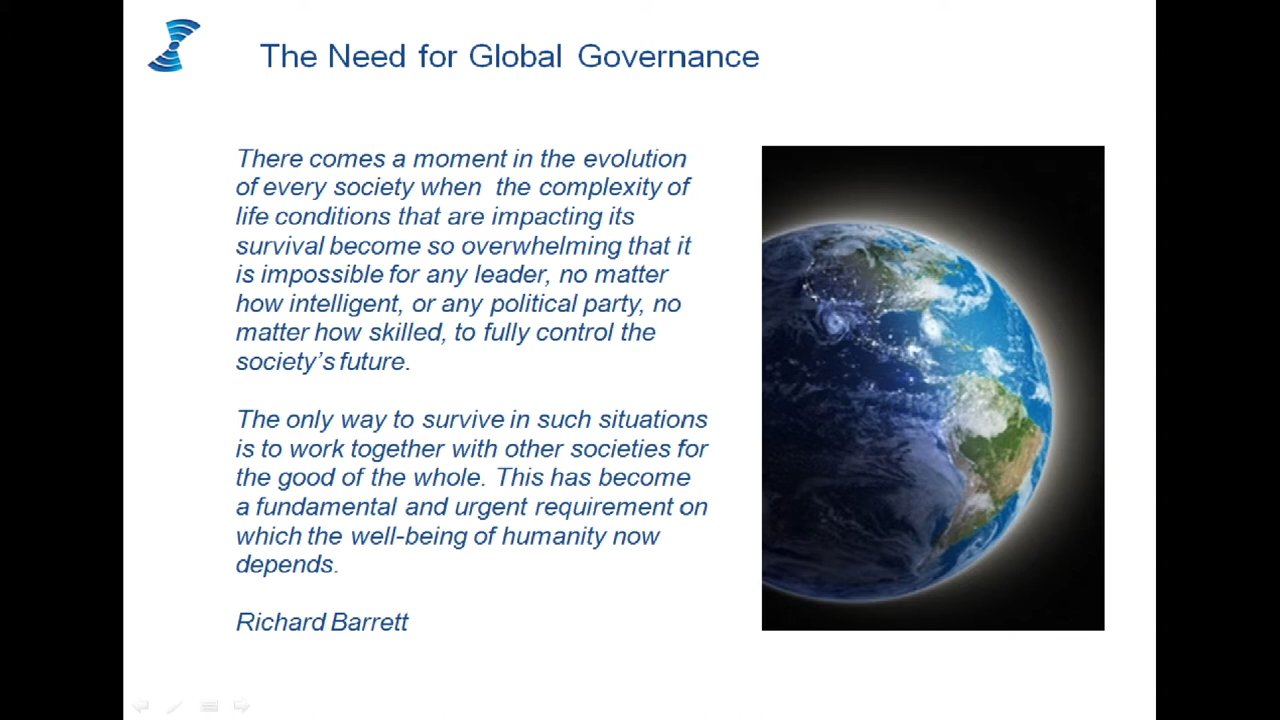 The Need for Global Governance
There comes a moment in the evolution
of every society when the complexity of
life conditions that are impacting its
survival become so overwhelming that it
is impossible for any leader, no matter
how intelligent, or any political party, no
matter how skilled, to fully control the
society's future.
The only way to survive in such situations
is to work together with other societies for
the good of the whole. This has become
a fundamental and urgent requirement on
which the well-being of humanity now
depends.
Richard Barrett